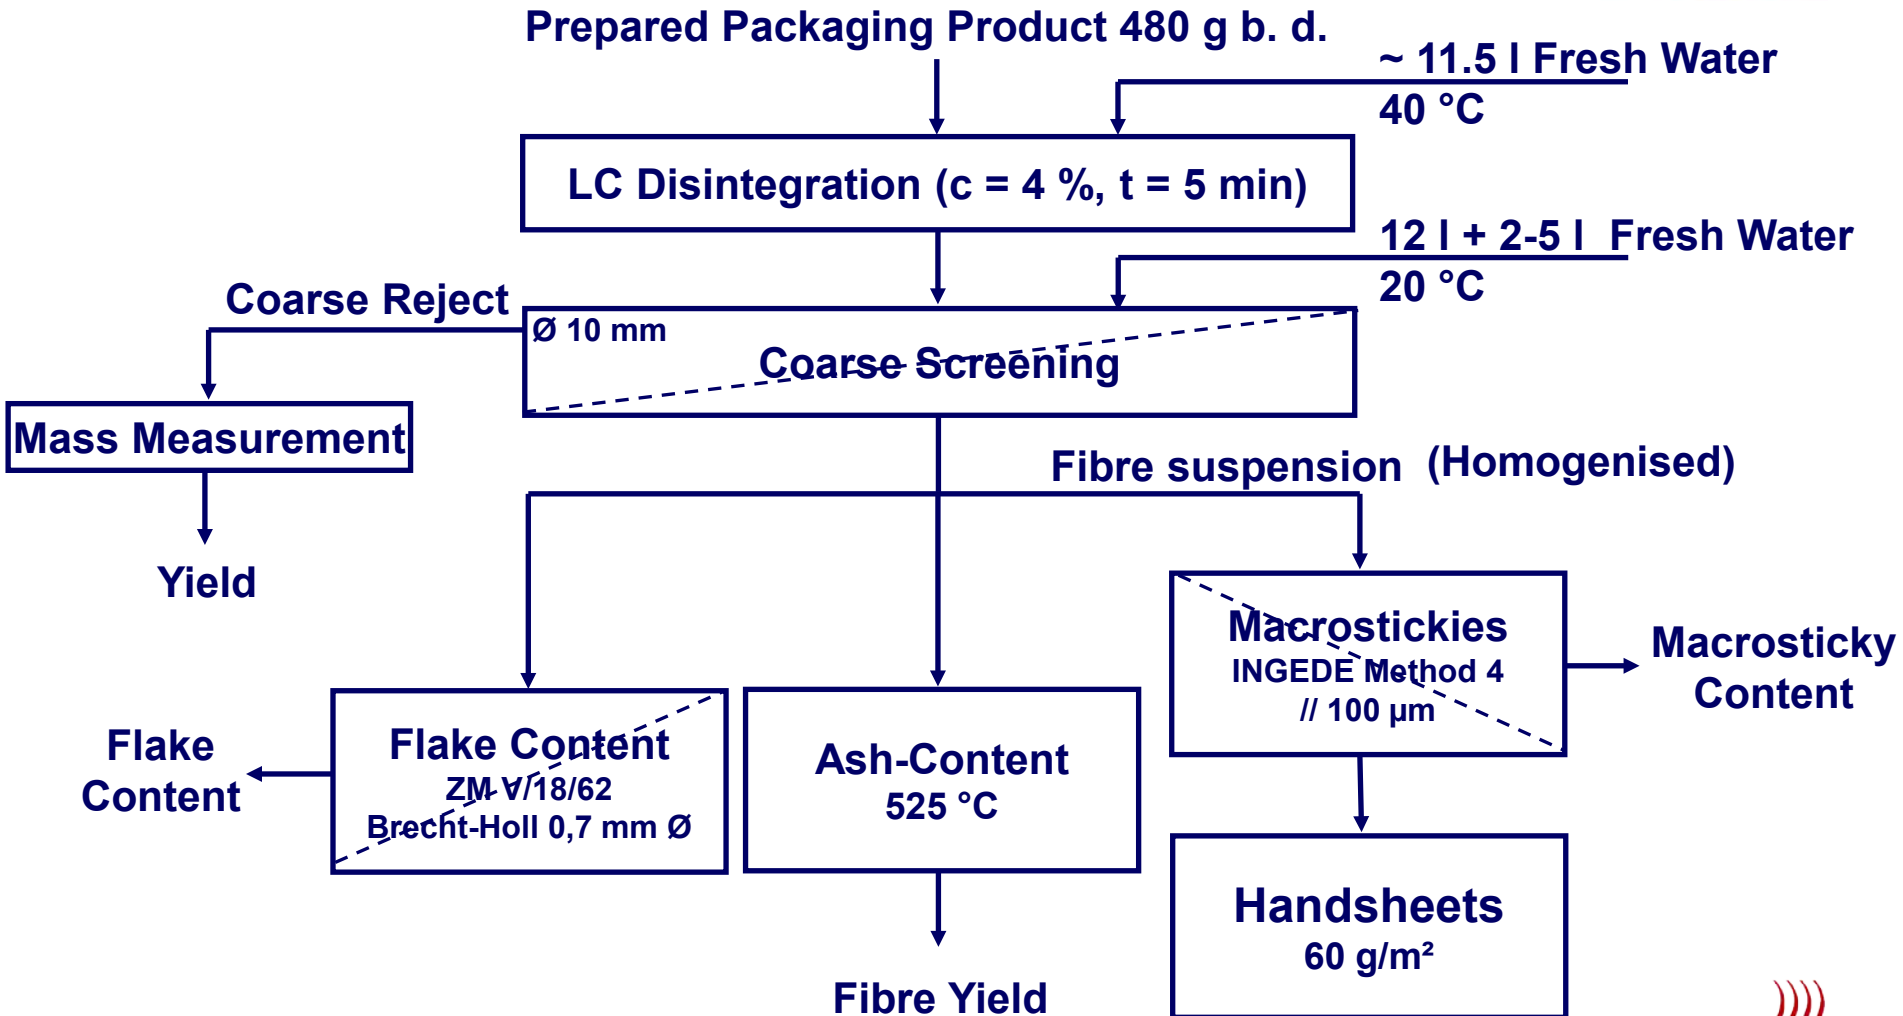 Prepared Packaging Product 480 g b. d.
~ 11.5 l Fresh Water
40 °C
LC Disintegration (c = 4 %, t = 5 min)
12 l + 2-5 l Fresh Water
20 °C
Coarse Reject
Ø 10 mm
Coarse Screening
Mass Measurement
Fibre suspension (Homogenised)
Yield
Macrostickies
INGEDE Method 4
// 100 µm
Macrosticky
Content
Flake
Content
Flake Content
ZM V/18/62
Brecht-Holl 0,7 mm Ø
Ash-Content
525 °C
Handsheets
60 g/m²
Fibre Yield